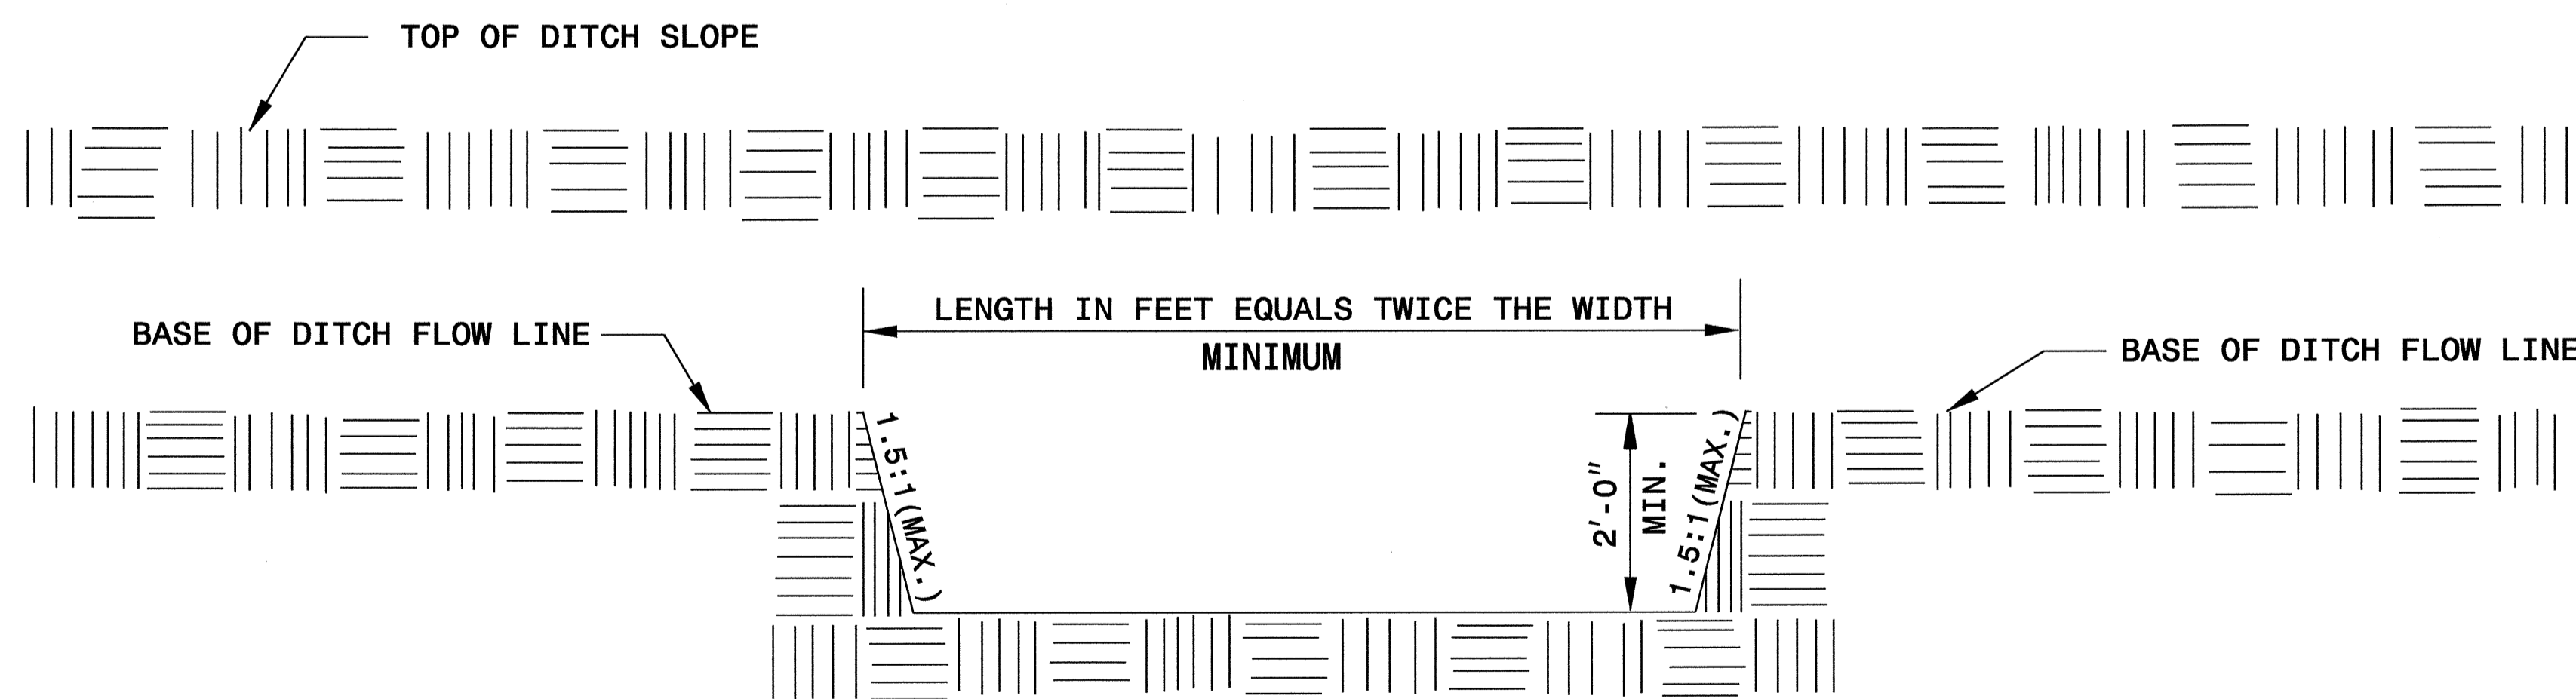 TOP OF DITCH SLOPE
LENGTH IN FEET EQUALS TWICE THE WIDTH
MINIMUM
BASE OF DITCH FLOW LINE
BASE OF DITCH FLOW LINE
1.5:1(MAX.)
2'-0"
MIN.
1.5:1(MAX.)